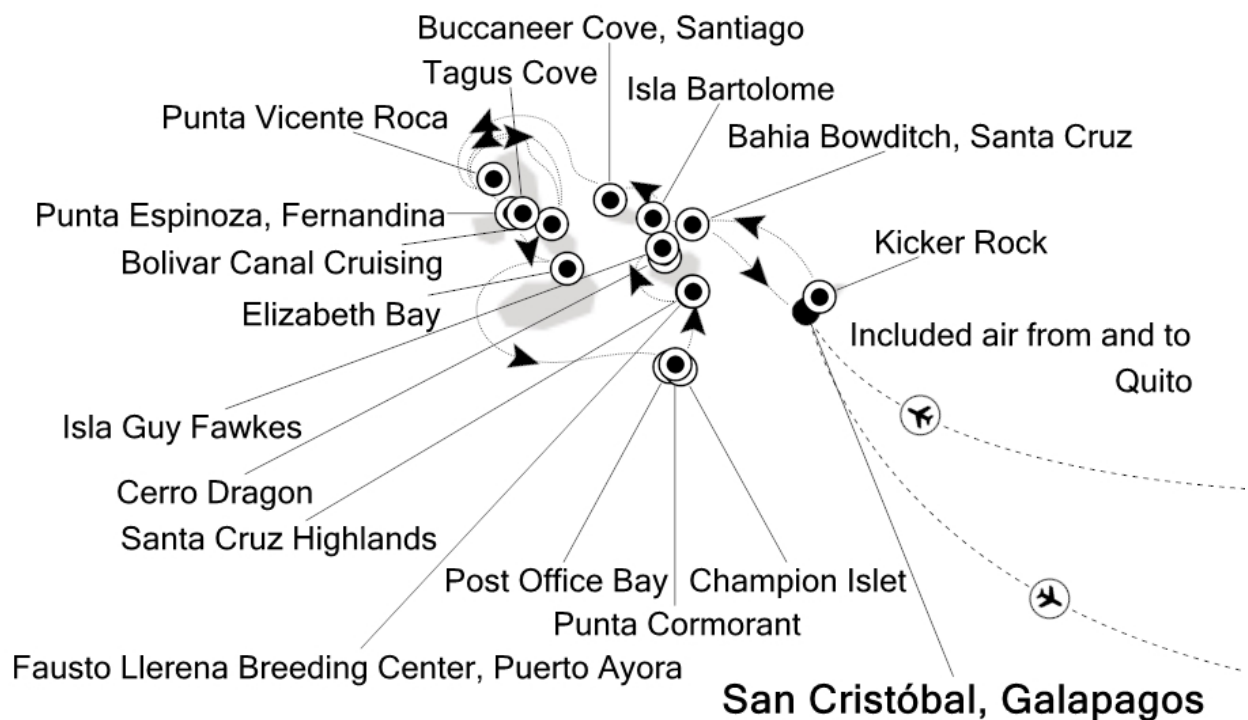 Buccaneer Cove, Santiago
Tagus Cove
Isla Bartolome
Punta Vicente Roca
Bahia Bowditch, Santa Cruz
Punta Espinoza, Fernandina
Kicker Rock
Bolivar Canal Cruising
Elizabeth Bay
Included air from and to
Quito
Isla Guy Fawkes
Cerro Dragon
Santa Cruz Highlands
Post Office Bay
Champion Islet
Punta Cormorant
Fausto Llerena Breeding Center, Puerto Ayora
San Cristóbal, Galapagos